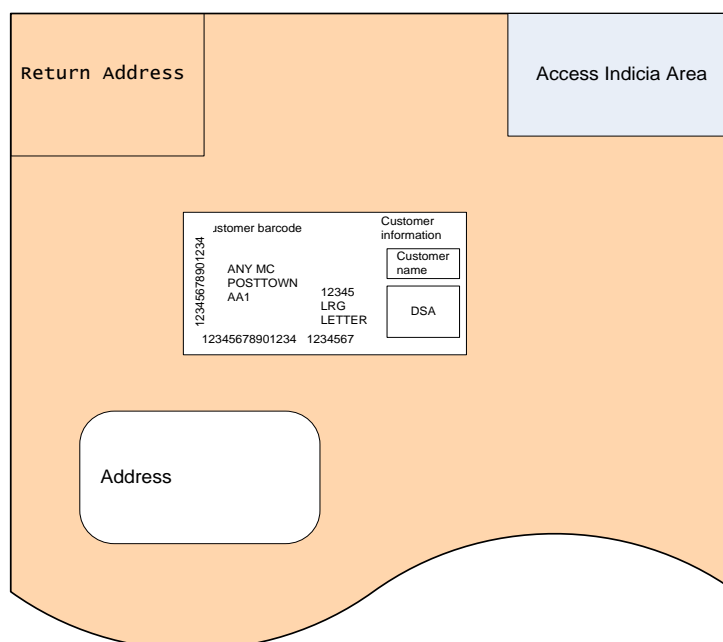 Return Address
Access Indicia Area
ustomer barcode
Customer
information
Customer
name
12345678901234
ANY MC
POSTTOWN
AA1
12345
LRG
LETTER
DSA
12345678901234 1234567
Address